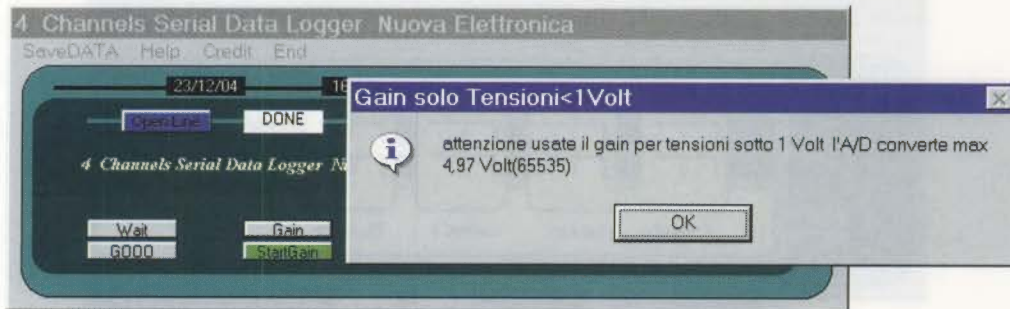 4 Channels Serial Data Logger Nuova Elettronica
SaveDATA Help Credit End
23/12/04 16
Open Line DONE
4 Channels Serial Data Logger
Wait Gain
GOOO StartGain
Gain solo Tensioni<1Volt
attenzione usate il gain per tensioni sotto 1 Volt l'A/D converte max
4,97 Volt(65535)
OK